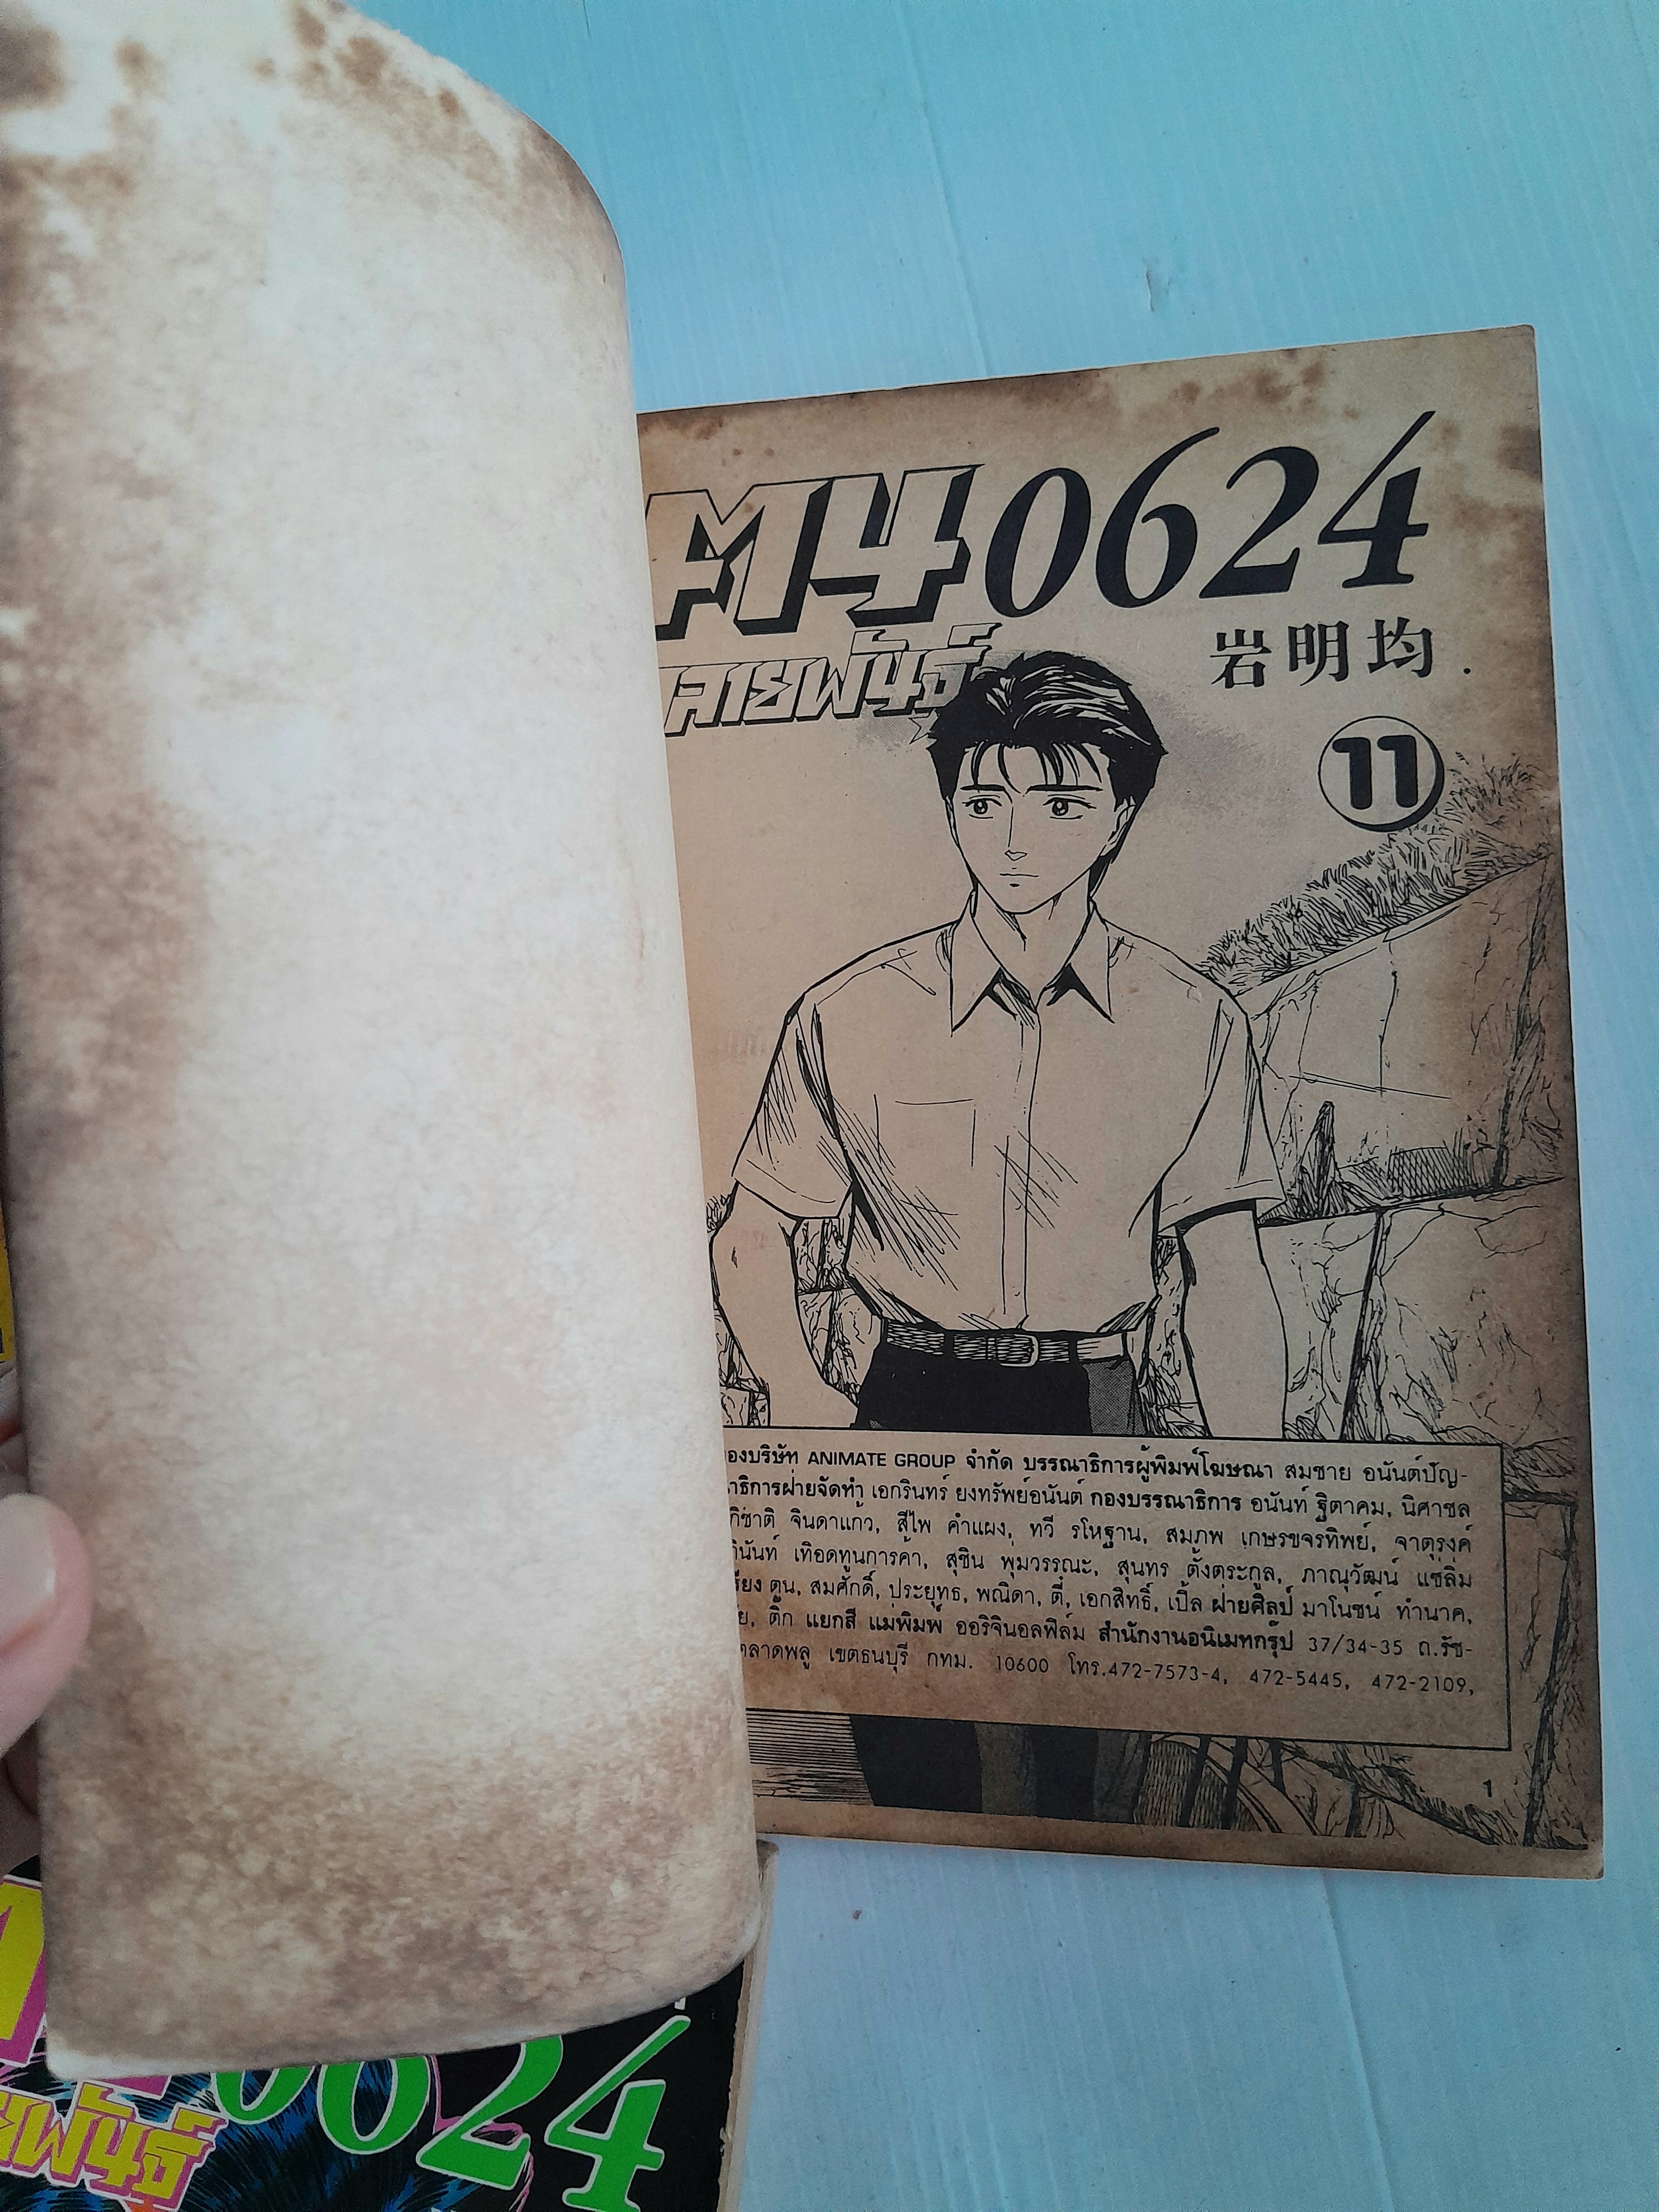 คน 0624
ลายพันธุ์
岩明均
11
ของบริษัท ANIMATE GROUP จำกัด บรรณาธิการผู้พิมพ์โฆษณา สมชาย อนันต์ปัญ-
าธิการฝ่ายจัดทำ เอกรินทร์ ยงทรัพย์อนันต์ กองบรรณาธิการ อนันท์ ฐิตาคม, นิศาชล
กิชาติ จินดาแก้ว, สีไพ คำแผง, ทวี รโหฐาน, สมภพ เกษรขจรทิพย์, จาตุรงค์
นันท์ เทิอดทูนการค้า, สุชิน พุ่มวรรณะ, สุนทร ตั้งตระกูล, ภาณุวัฒน์ แซ่ลิ่ม
รียง ตูน, สมศักดิ์, ประยุทธ, พณิดา, ตี๋, เอกสิทธิ์, เปิ้ล ฝ่ายศิลป์ มาโนชน์ ทำนาค,
ัย, ติ๊ก แยกสี แม่พิมพ์ ออริจินอลฟิล์ม สำนักงานอนิเมทกรุ๊ป 37/34-35 ถ.รัช-
ตลาดพลู เขตธนบุรี กทม. 10600 โทร.472-7573-4, 472-5445, 472-2109,
1
0624
ยพันธุ์